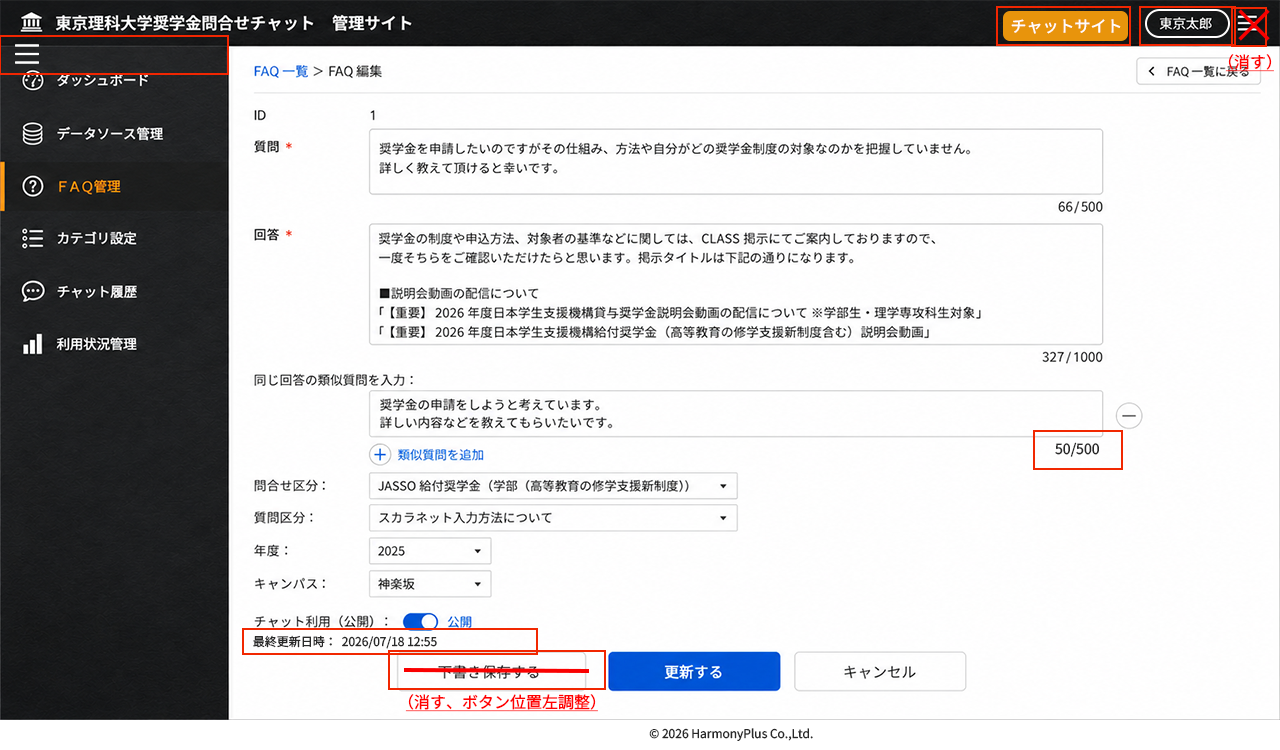 東京理科大学奨学金問合せチャット　管理サイト
チャットサイト
東京太郎
（消す）
ダッシュボード
データソース管理
ＦＡＱ管理
カテゴリ設定
チャット履歴
利用状況管理
FAQ 一覧 ＞ FAQ 編集
FAQ 一覧に戻る
ID
1
質問 *
奨学金を申請したいのですがその仕組み、方法や自分がどの奨学金制度の対象なのかを把握していません。
詳しく教えて頂けると幸いです。
66/500
回答 *
奨学金の制度や申込方法、対象者の基準などに関しては、CLASS 掲示にてご案内しておりますので、
一度そちらをご確認いただけたらと思います。掲示タイトルは下記の通りになります。
■説明会動画の配信について
「【重要】 2026 年度日本学生支援機構貸与奨学金説明会動画の配信について ※学部生・理学専攻科生対象」
「【重要】 2026 年度日本学生支援機構給付奨学金（高等教育の修学支援新制度含む）説明会動画」
327/1000
同じ回答の類似質問を入力：
奨学金の申請をしようと考えています。
詳しい内容などを教えてもらいたいです。
50/500
類似質問を追加
問合せ区分：
JASSO 給付奨学金（学部（高等教育の修学支援新制度））
質問区分：
スカラネット入力方法について
年度：
2025
キャンパス：
神楽坂
チャット利用（公開）：
公開
最終更新日時： 2026/07/18 12:55
下書き保存する
更新する
キャンセル
（消す、ボタン位置左調整）
© 2026 HarmonyPlus Co.,Ltd.